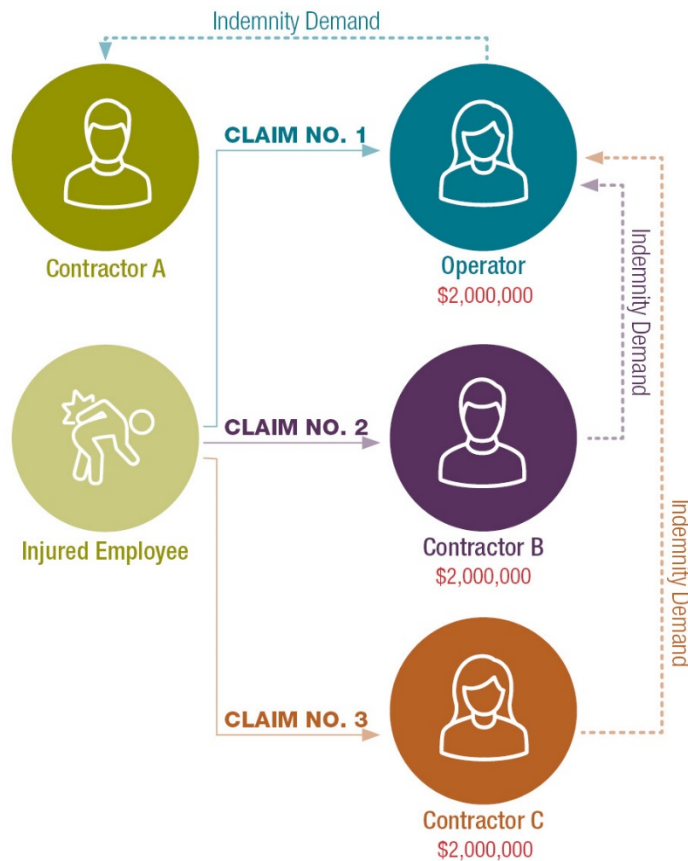 Indemnity Demand
CLAIM NO. 1
Contractor A
Operator
$2,000,000
Indemnity Demand
CLAIM NO. 2
Injured Employee
Contractor B
$2,000,000
Indemnity Demand
CLAIM NO. 3
Contractor C
$2,000,000